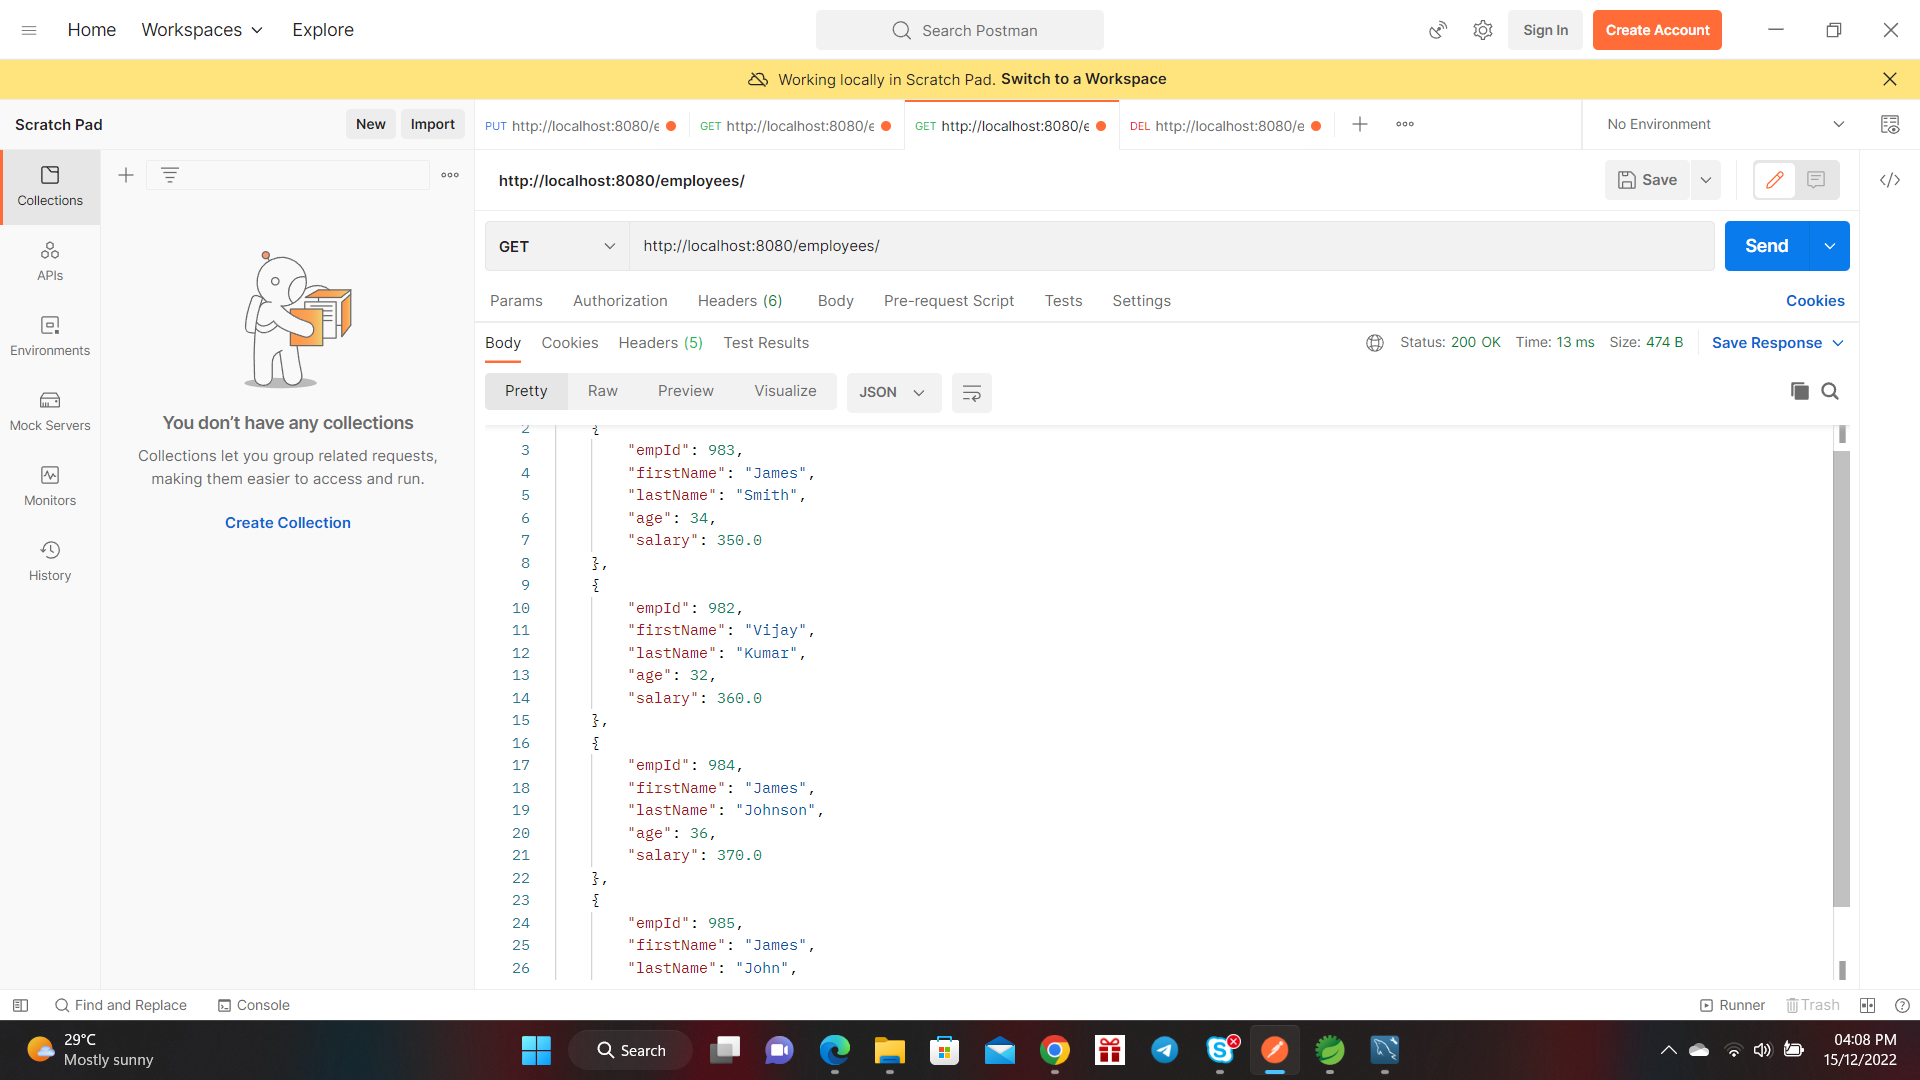 Home Workspaces Explore
Search Postman
Sign In Create Account
Working locally in Scratch Pad. Switch to a Workspace
Scratch Pad New Import
PUT http://localhost:8080/e GET http://localhost:8080/e GET http://localhost:8080/e DEL http://localhost:8080/e
No Environment
Collections
APIs
Environments
Mock Servers
Monitors
History
You don’t have any collections
Collections let you group related requests,
making them easier to access and run.
Create Collection
http://localhost:8080/employees/
Save
GET http://localhost:8080/employees/ Send
Params Authorization Headers (6) Body Pre-request Script Tests Settings Cookies
Body Cookies Headers (5) Test Results Status: 200 OK Time: 13 ms Size: 474 B Save Response
Pretty Raw Preview Visualize JSON
2 {
3 "empId": 983,
4 "firstName": "James",
5 "lastName": "Smith",
6 "age": 34,
7 "salary": 350.0
8 },
9 {
10 "empId": 982,
11 "firstName": "Vijay",
12 "lastName": "Kumar",
13 "age": 32,
14 "salary": 360.0
15 },
16 {
17 "empId": 984,
18 "firstName": "James",
19 "lastName": "Johnson",
20 "age": 36,
21 "salary": 370.0
22 },
23 {
24 "empId": 985,
25 "firstName": "James",
26 "lastName": "John",
Find and Replace Console Runner Trash
29°C
Mostly sunny
Search
04:08 PM
15/12/2022